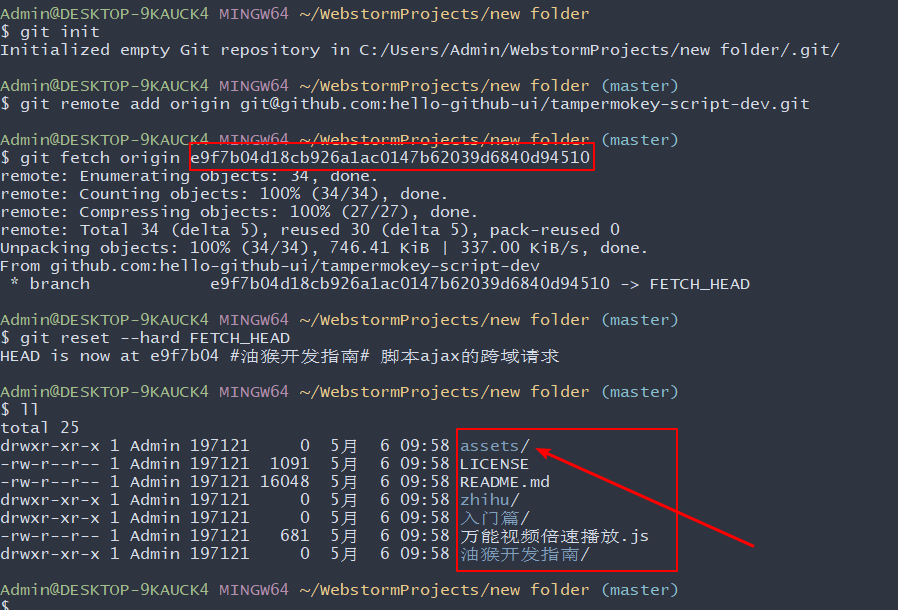 Admin@DESKTOP-9KAUCK4 MINGW64 ~/WebstormProjects/new folder
$ git init
Initialized empty Git repository in C:/Users/Admin/WebstormProjects/new folder/.git/
Admin@DESKTOP-9KAUCK4 MINGW64 ~/WebstormProjects/new folder (master)
$ git remote add origin git@github.com:hello-github-ui/tampermokey-script-dev.git
Admin@DESKTOP-9KAUCK4 MINGW64 ~/WebstormProjects/new folder (master)
$ git fetch origin e9f7b04d18cb926a1ac0147b62039d6840d94510
remote: Enumerating objects: 34, done.
remote: Counting objects: 100% (34/34), done.
remote: Compressing objects: 100% (27/27), done.
remote: Total 34 (delta 5), reused 30 (delta 5), pack-reused 0
Unpacking objects: 100% (34/34), 746.41 KiB | 337.00 KiB/s, done.
From github.com:hello-github-ui/tampermokey-script-dev
 * branch            e9f7b04d18cb926a1ac0147b62039d6840d94510 -> FETCH_HEAD
Admin@DESKTOP-9KAUCK4 MINGW64 ~/WebstormProjects/new folder (master)
$ git reset --hard FETCH_HEAD
HEAD is now at e9f7b04 #油猴开发指南# 脚本ajax的跨域请求
Admin@DESKTOP-9KAUCK4 MINGW64 ~/WebstormProjects/new folder (master)
$ ll
total 25
drwxr-xr-x 1 Admin 197121     0  5月   6 09:58 assets/
-rw-r--r-- 1 Admin 197121  1091  5月   6 09:58 LICENSE
-rw-r--r-- 1 Admin 197121 16048  5月   6 09:58 README.md
drwxr-xr-x 1 Admin 197121     0  5月   6 09:58 zhihu/
drwxr-xr-x 1 Admin 197121     0  5月   6 09:58 入门篇/
-rw-r--r-- 1 Admin 197121   681  5月   6 09:58 万能视频倍速播放.js
drwxr-xr-x 1 Admin 197121     0  5月   6 09:58 油猴开发指南/
Admin@DESKTOP-9KAUCK4 MINGW64 ~/WebstormProjects/new folder (master)
$